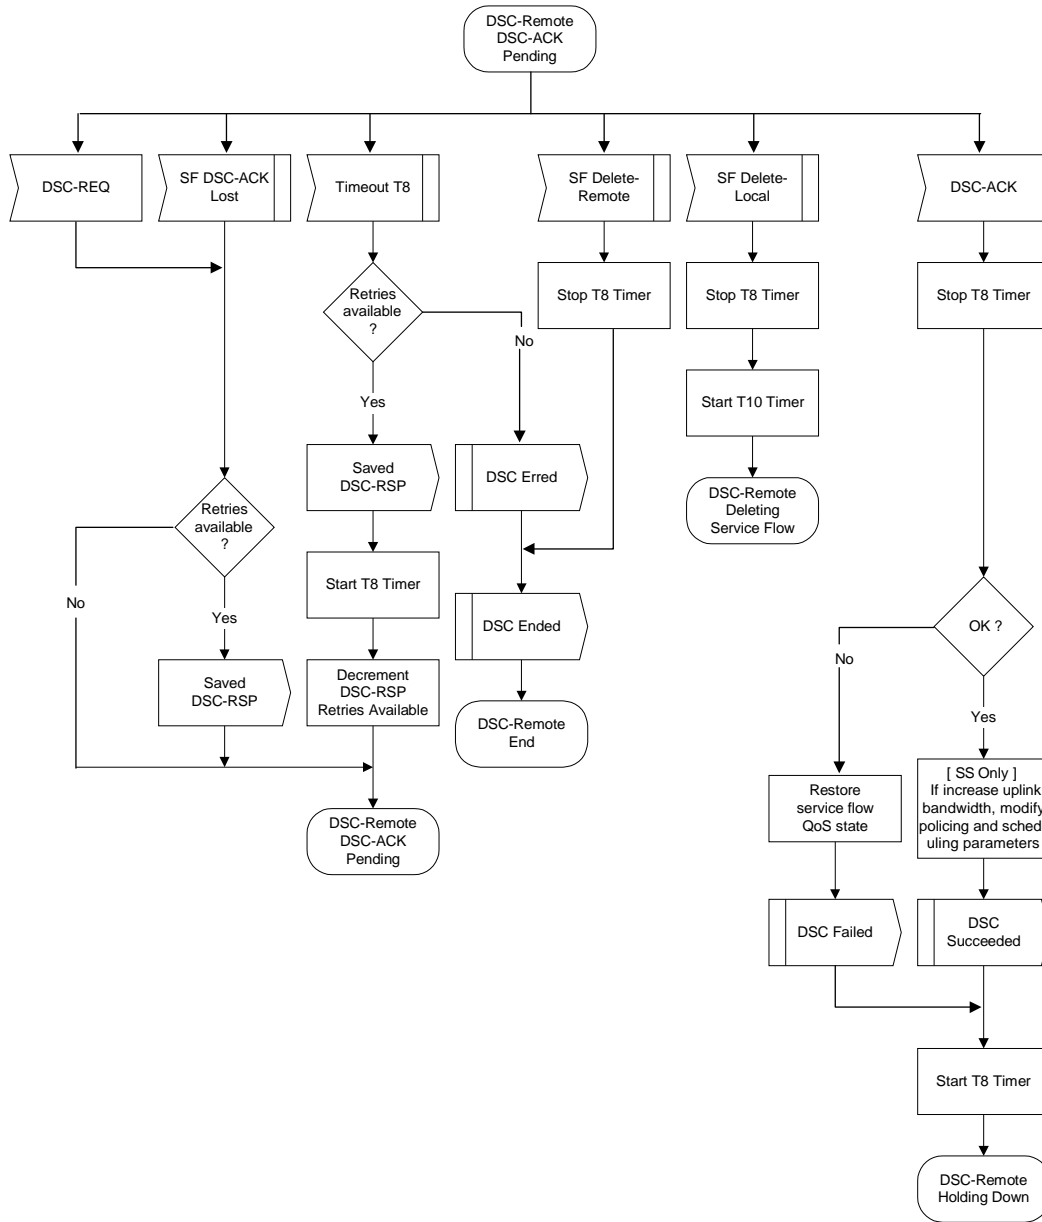 DSC-Remote
DSC-ACK
Pending
DSC-REQ
SF DSC-ACK
Lost
Timeout T8
SF Delete-
Remote
SF Delete-
Local
DSC-ACK
Stop T8 Timer
Stop T8 Timer
Stop T8 Timer
Retries
available
?
No
Yes
Start T10 Timer
Saved
DSC-RSP
DSC Erred
DSC-Remote
Deleting
Service Flow
Retries
available
?
No
Yes
Start T8 Timer
DSC Ended
OK ?
No
Yes
Saved
DSC-RSP
Decrement
DSC-RSP
Retries Available
DSC-Remote
End
DSC-Remote
DSC-ACK
Pending
Restore
service flow
QoS state
[ SS Only ]
If increase uplink
bandwidth, modify
policing and sched
uling parameters
DSC Failed
DSC
Succeeded
Start T8 Timer
DSC-Remote
Holding Down